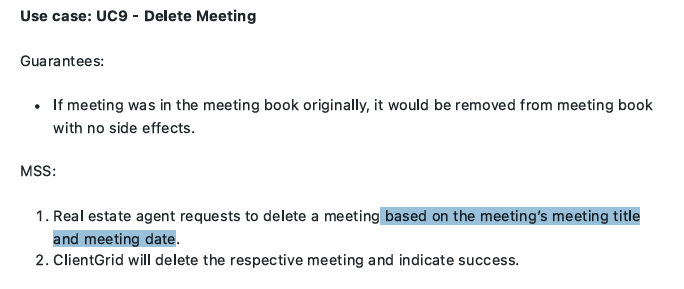 Use case: UC9 - Delete Meeting
Guarantees:
• If meeting was in the meeting book originally, it would be removed from meeting book
with no side effects.
MSS:
1. Real estate agent requests to delete a meeting based on the meeting's meeting title
and meeting date.
2. ClientGrid will delete the respective meeting and indicate success.